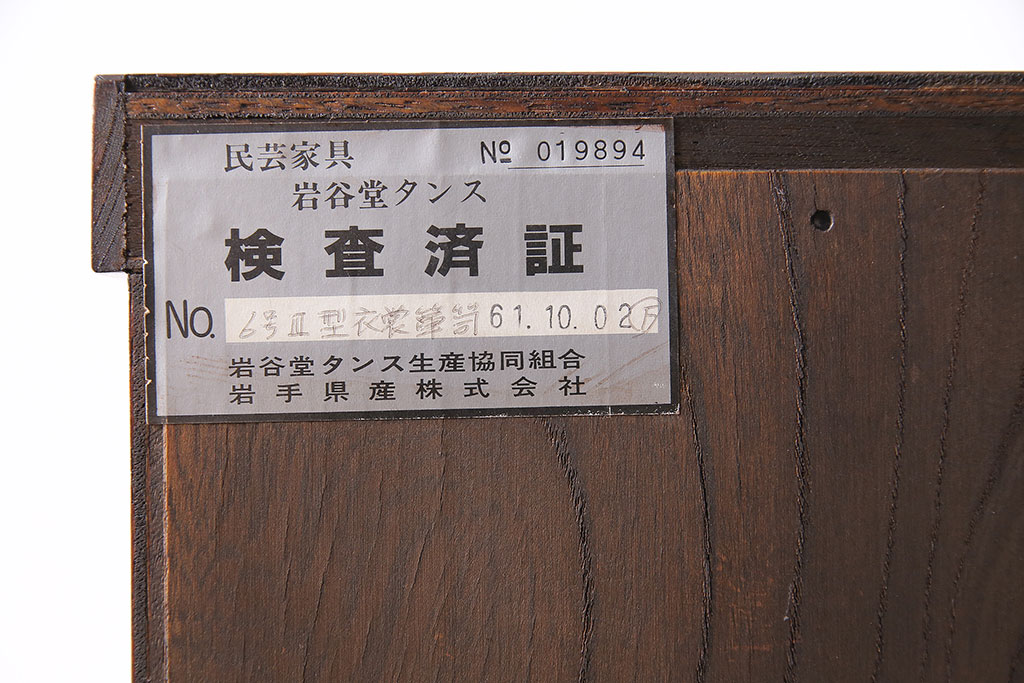 民芸家具 № 019894
岩谷堂タンス
検査済証
No. 6号Ⅲ型衣裳箪笥 61.10.02
岩谷堂タンス生産協同組合
岩手県産株式会社